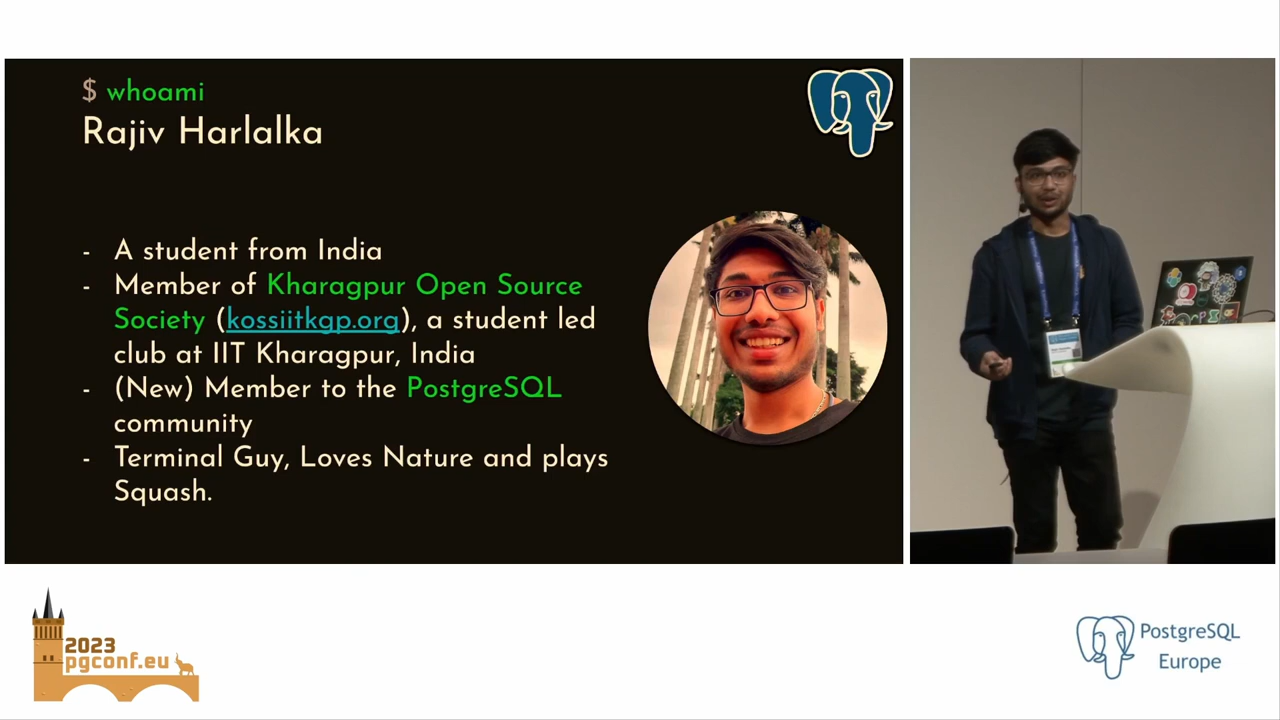 $ whoami
Rajiv Harlalka
- A student from India
- Member of Kharagpur Open Source
Society (kossiitkgp.org), a student led
club at IIT Kharagpur, India
- (New) Member to the PostgreSQL
community
- Terminal Guy, Loves Nature and plays
Squash.
2023
pgconf.eu
PostgreSQL
Europe